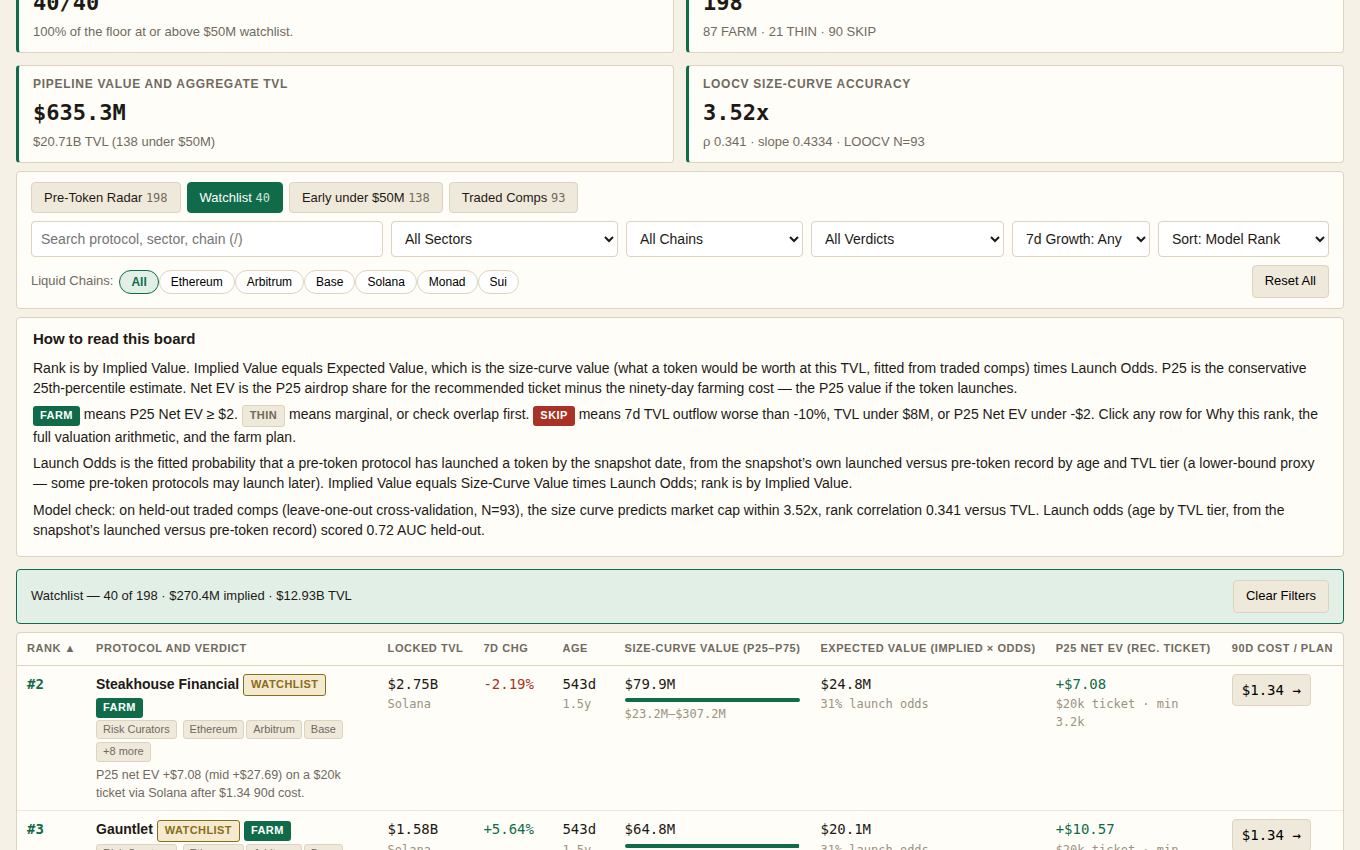 40/40
198
100% of the floor at or above $50M watchlist.
87 FARM · 21 THIN · 90 SKIP
PIPELINE VALUE AND AGGREGATE TVL
LOOCV SIZE-CURVE ACCURACY
$635.3M
3.52x
$20.71B TVL (138 under $50M)
ρ 0.341 · slope 0.4334 · LOOCV N=93
Pre-Token Radar 198
Watchlist 40
Early under $50M 138
Traded Comps 93
Search protocol, sector, chain (/)
All Sectors
All Chains
All Verdicts
7d Growth: Any
Sort: Model Rank
Liquid Chains: All Ethereum Arbitrum Base Solana Monad Sui
Reset All
How to read this board
Rank is by Implied Value. Implied Value equals Expected Value, which is the size-curve value (what a token would be worth at this TVL, fitted from traded comps) times Launch Odds. P25 is the conservative
25th-percentile estimate. Net EV is the P25 airdrop share for the recommended ticket minus the ninety-day farming cost — the P25 value if the token launches.
FARM means P25 Net EV ≥ $2. THIN means marginal, or check overlap first. SKIP means 7d TVL outflow worse than -10%, TVL under $8M, or P25 Net EV under -$2. Click any row for Why this rank, the
full valuation arithmetic, and the farm plan.
Launch Odds is the fitted probability that a pre-token protocol has launched a token by the snapshot date, from the snapshot's own launched versus pre-token record by age and TVL tier (a lower-bound proxy
— some pre-token protocols may launch later). Implied Value equals Size-Curve Value times Launch Odds; rank is by Implied Value.
Model check: on held-out traded comps (leave-one-out cross-validation, N=93), the size curve predicts market cap within 3.52x, rank correlation 0.341 versus TVL. Launch odds (age by TVL tier, from the
snapshot's launched versus pre-token record) scored 0.72 AUC held-out.
Watchlist — 40 of 198 · $270.4M implied · $12.93B TVL
Clear Filters
RANK ▲ PROTOCOL AND VERDICT LOCKED TVL 7D CHG AGE SIZE-CURVE VALUE (P25–P75) EXPECTED VALUE (IMPLIED × ODDS) P25 NET EV (REC. TICKET) 90D COST / PLAN
#2 Steakhouse Financial WATCHLIST $2.75B -2.19% 543d $79.9M $24.8M +$7.08 $1.34 →
FARM Solana 1.5y $23.2M–$307.2M 31% launch odds $20k ticket · min
3.2k
Risk Curators Ethereum Arbitrum Base
+8 more
P25 net EV +$7.08 (mid +$27.69) on a $20k
ticket via Solana after $1.34 90d cost.
#3 Gauntlet WATCHLIST FARM $1.58B +5.64% 543d $64.8M $20.1M +$10.57 $1.34 →
Risk Curators Ethereum Arbitrum Base Solana 1.5y 31% launch odds $20k ticket · min